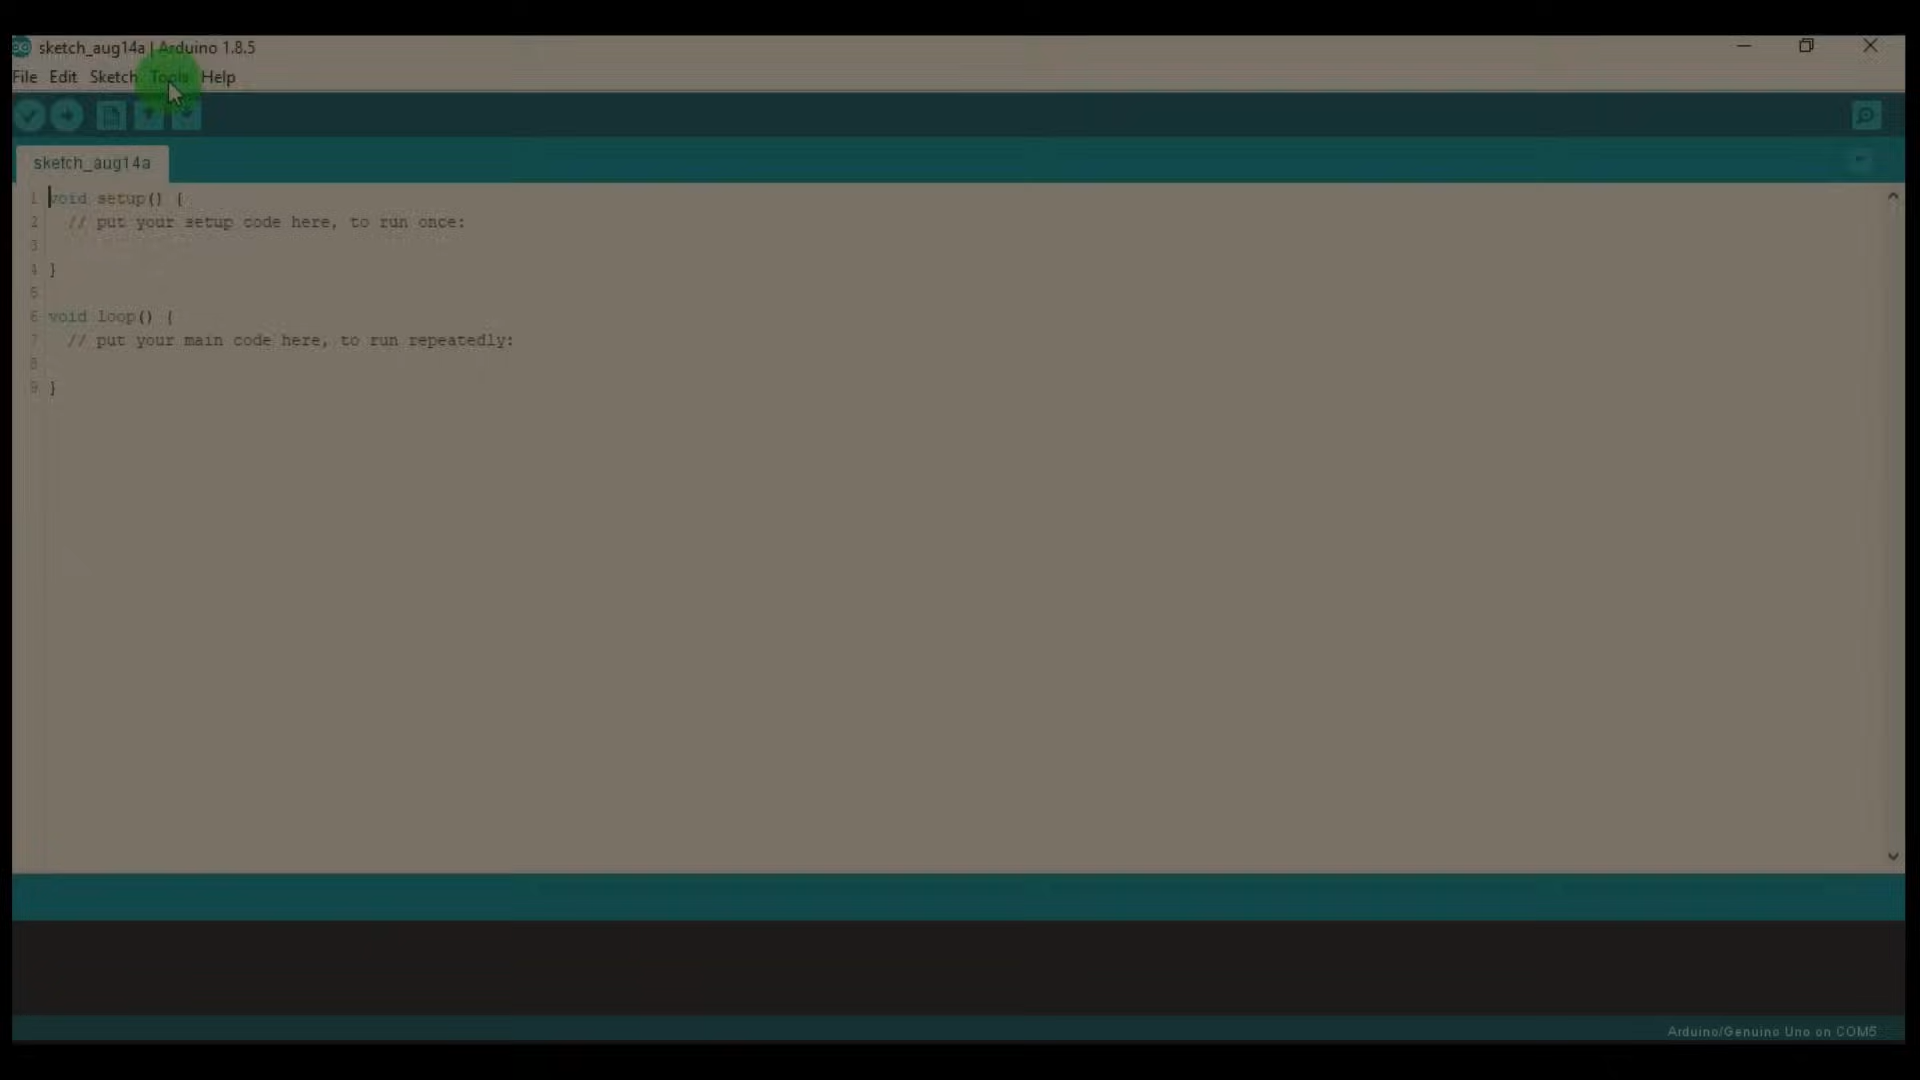 sketch_aug14a | Arduino 1.8.5
File Edit Sketch Tools Help
sketch_aug14a
1 void setup() {
2 // put your setup code here, to run once:
3
4 }
5
6 void loop() {
7 // put your main code here, to run repeatedly:
8
9 }
Arduino/Genuino Uno on COM5